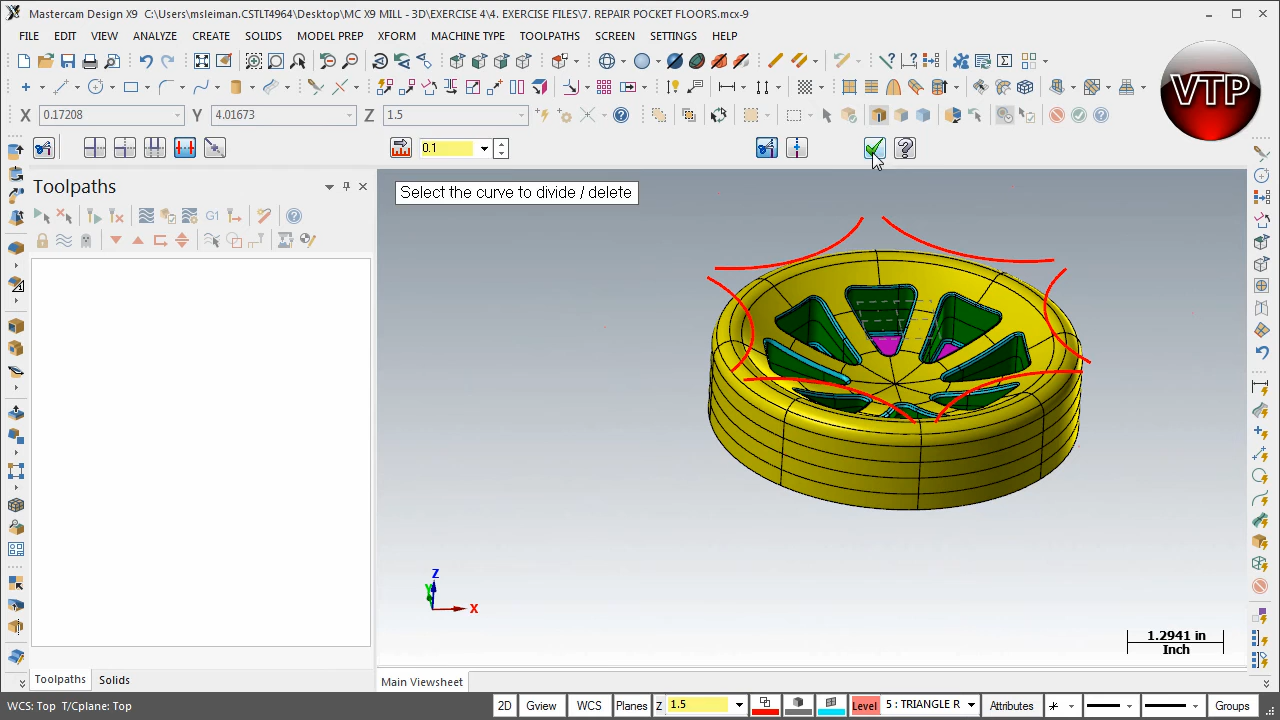 Mastercam Design X9 C:\Users\msleiman.CSTLT4964\Desktop\MC X9 MILL - 3D\EXERCISE 4\4. EXERCISE FILES\7. REPAIR POCKET FLOORS.mcx-9
FILE EDIT VIEW ANALYZE CREATE SOLIDS MODEL PREP XFORM MACHINE TYPE TOOLPATHS SCREEN SETTINGS HELP
VTP
X 0.17208 Y 4.01673 Z 1.5
0.1
Toolpaths
Select the curve to divide / delete
G1
Z
Y
X
1.2941 in
Inch
Toolpaths Solids
Main Viewsheet
WCS: Top T/Cplane: Top 2D Gview WCS Planes Z 1.5 Level 5 : TRIANGLE R Attributes Groups